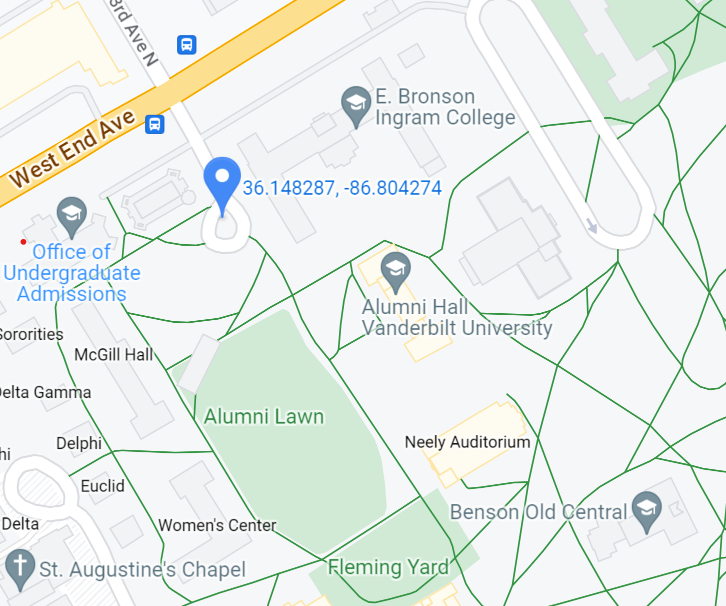 3rd Ave N
West End Ave
E. Bronson
Ingram College
36.148287, -86.804274
Office of
Undergraduate
Admissions
Alumni Hall
Vanderbilt University
Sororities
McGill Hall
Delta Gamma
Alumni Lawn
Neely Auditorium
Delphi
hi
Euclid
Benson Old Central
Delta
Women's Center
St. Augustine's Chapel
Fleming Yard